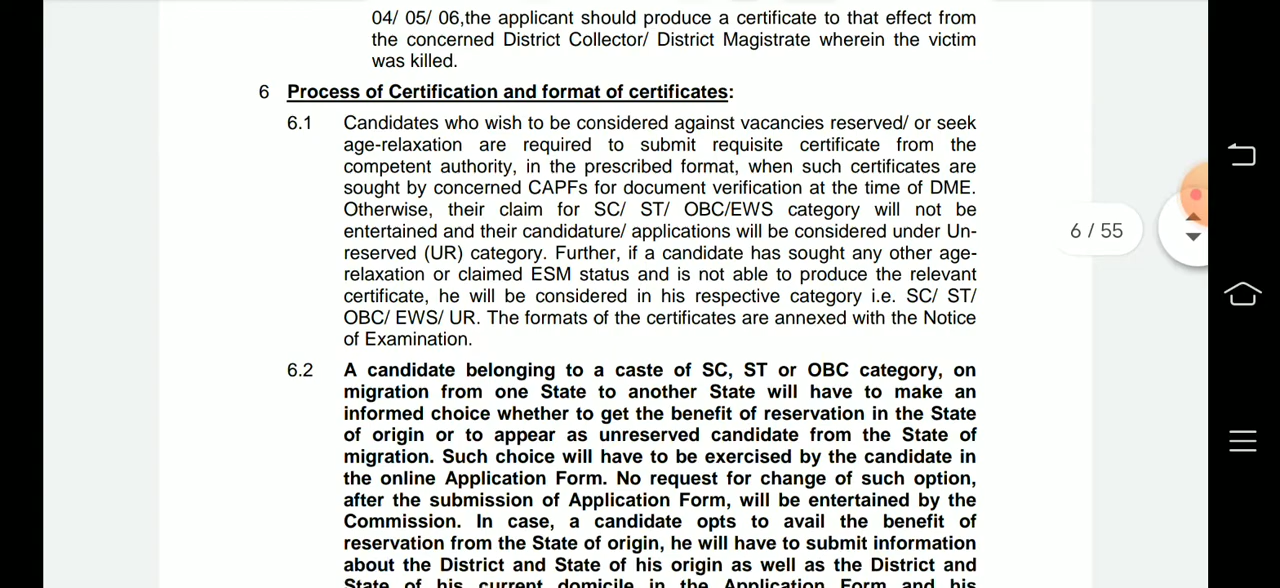 04/ 05/ 06,the applicant should produce a certificate to that effect from
the concerned District Collector/ District Magistrate wherein the victim
was killed.
6 Process of Certification and format of certificates:
6.1 Candidates who wish to be considered against vacancies reserved/ or seek
age-relaxation are required to submit requisite certificate from the
competent authority, in the prescribed format, when such certificates are
sought by concerned CAPFs for document verification at the time of DME.
Otherwise, their claim for SC/ ST/ OBC/EWS category will not be
entertained and their candidature/ applications will be considered under Un-
reserved (UR) category. Further, if a candidate has sought any other age-
relaxation or claimed ESM status and is not able to produce the relevant
certificate, he will be considered in his respective category i.e. SC/ ST/
OBC/ EWS/ UR. The formats of the certificates are annexed with the Notice
of Examination.
6.2 A candidate belonging to a caste of SC, ST or OBC category, on
migration from one State to another State will have to make an
informed choice whether to get the benefit of reservation in the State
of origin or to appear as unreserved candidate from the State of
migration. Such choice will have to be exercised by the candidate in
the online Application Form. No request for change of such option,
after the submission of Application Form, will be entertained by the
Commission. In case, a candidate opts to avail the benefit of
reservation from the State of origin, he will have to submit information
about the District and State of his origin as well as the District and
State of his current domicile in the Application Form and his
6 / 55